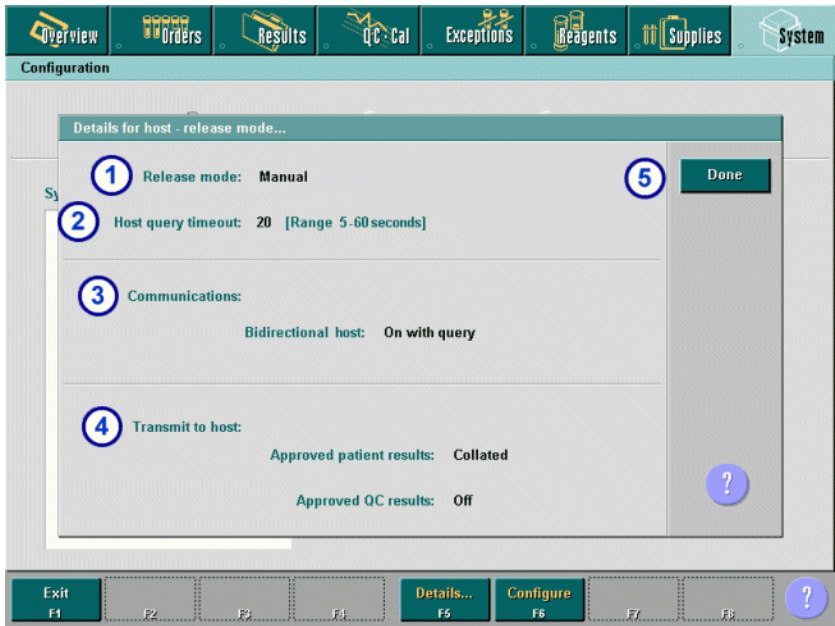 Overview Orders Results QC-Cal Exceptions Reagents Supplies System
Configuration
Details for host - release mode...
1 Release mode: Manual
5 Done
Sy
2 Host query timeout: 20 [Range 5-60 seconds]
3 Communications:
Bidirectional host: On with query
4 Transmit to host:
Approved patient results: Collated
?
Approved QC results: Off
Exit Details... Configure ?
F1 F2 F3 F4 F5 F6 F7 F8